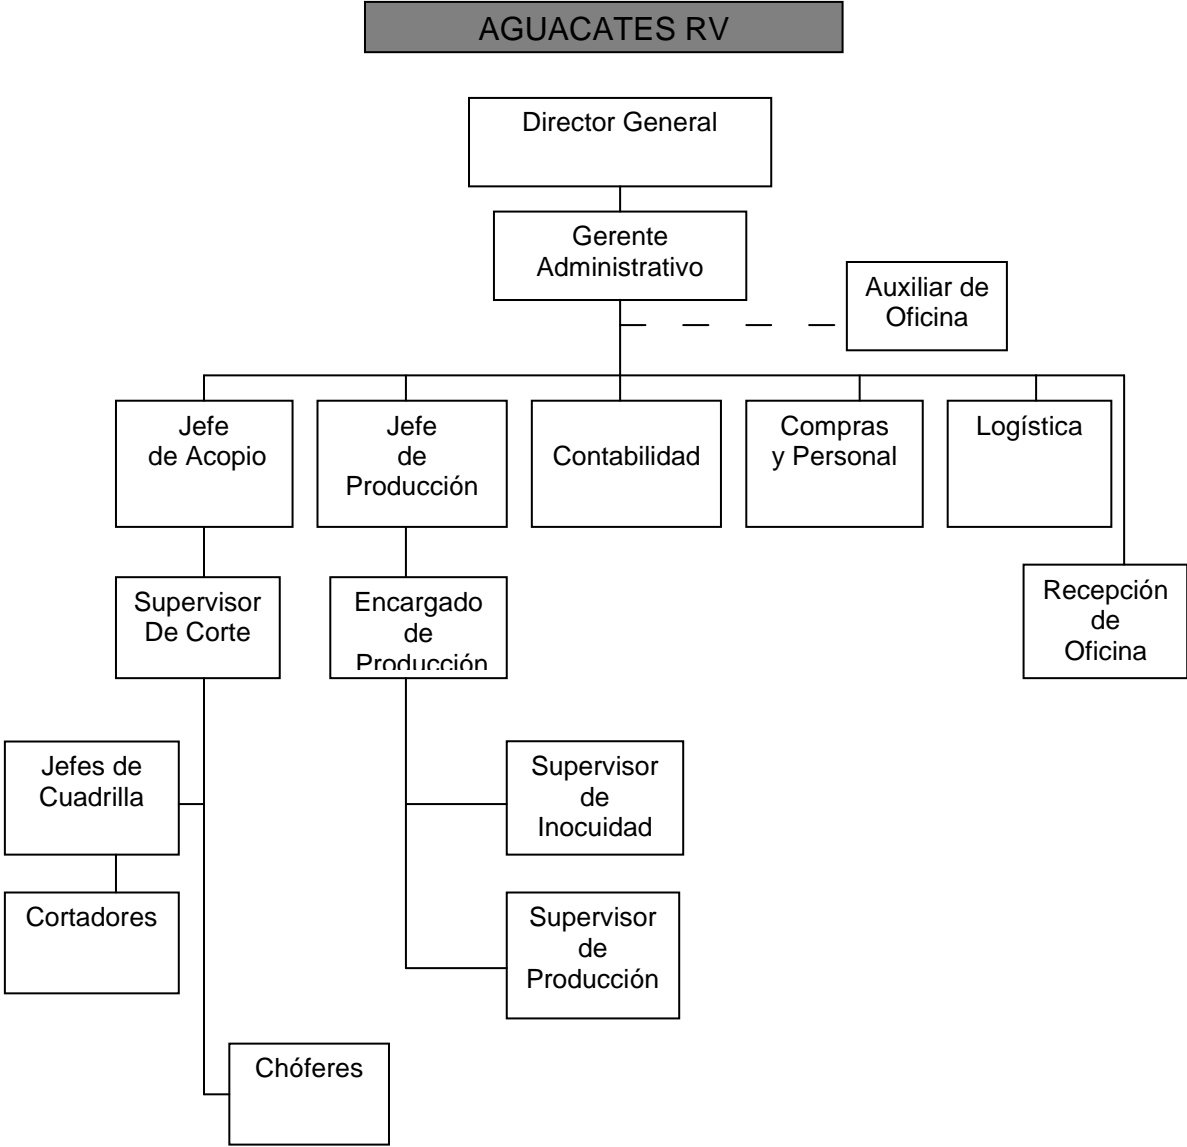 AGUACATES RV
Director General
Gerente
Administrativo
Auxiliar de
Oficina
Jefe
de Acopio
Jefe
de
Producción
Contabilidad
Compras
y Personal
Logística
Supervisor
De Corte
Encargado
de
Producción
Recepción
de
Oficina
Jefes de
Cuadrilla
Supervisor
de
Inocuidad
Cortadores
Supervisor
de
Producción
Chóferes